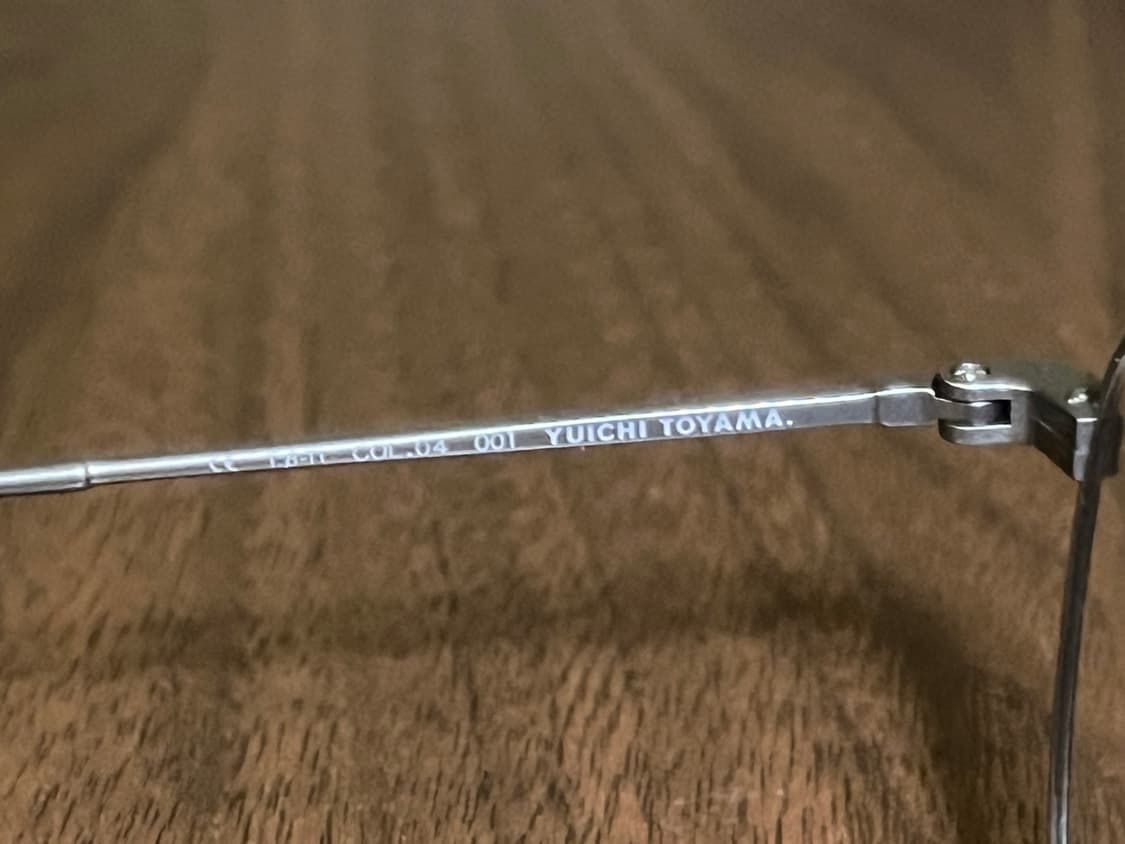 COL.04 001 YUICHI TOYAMA.